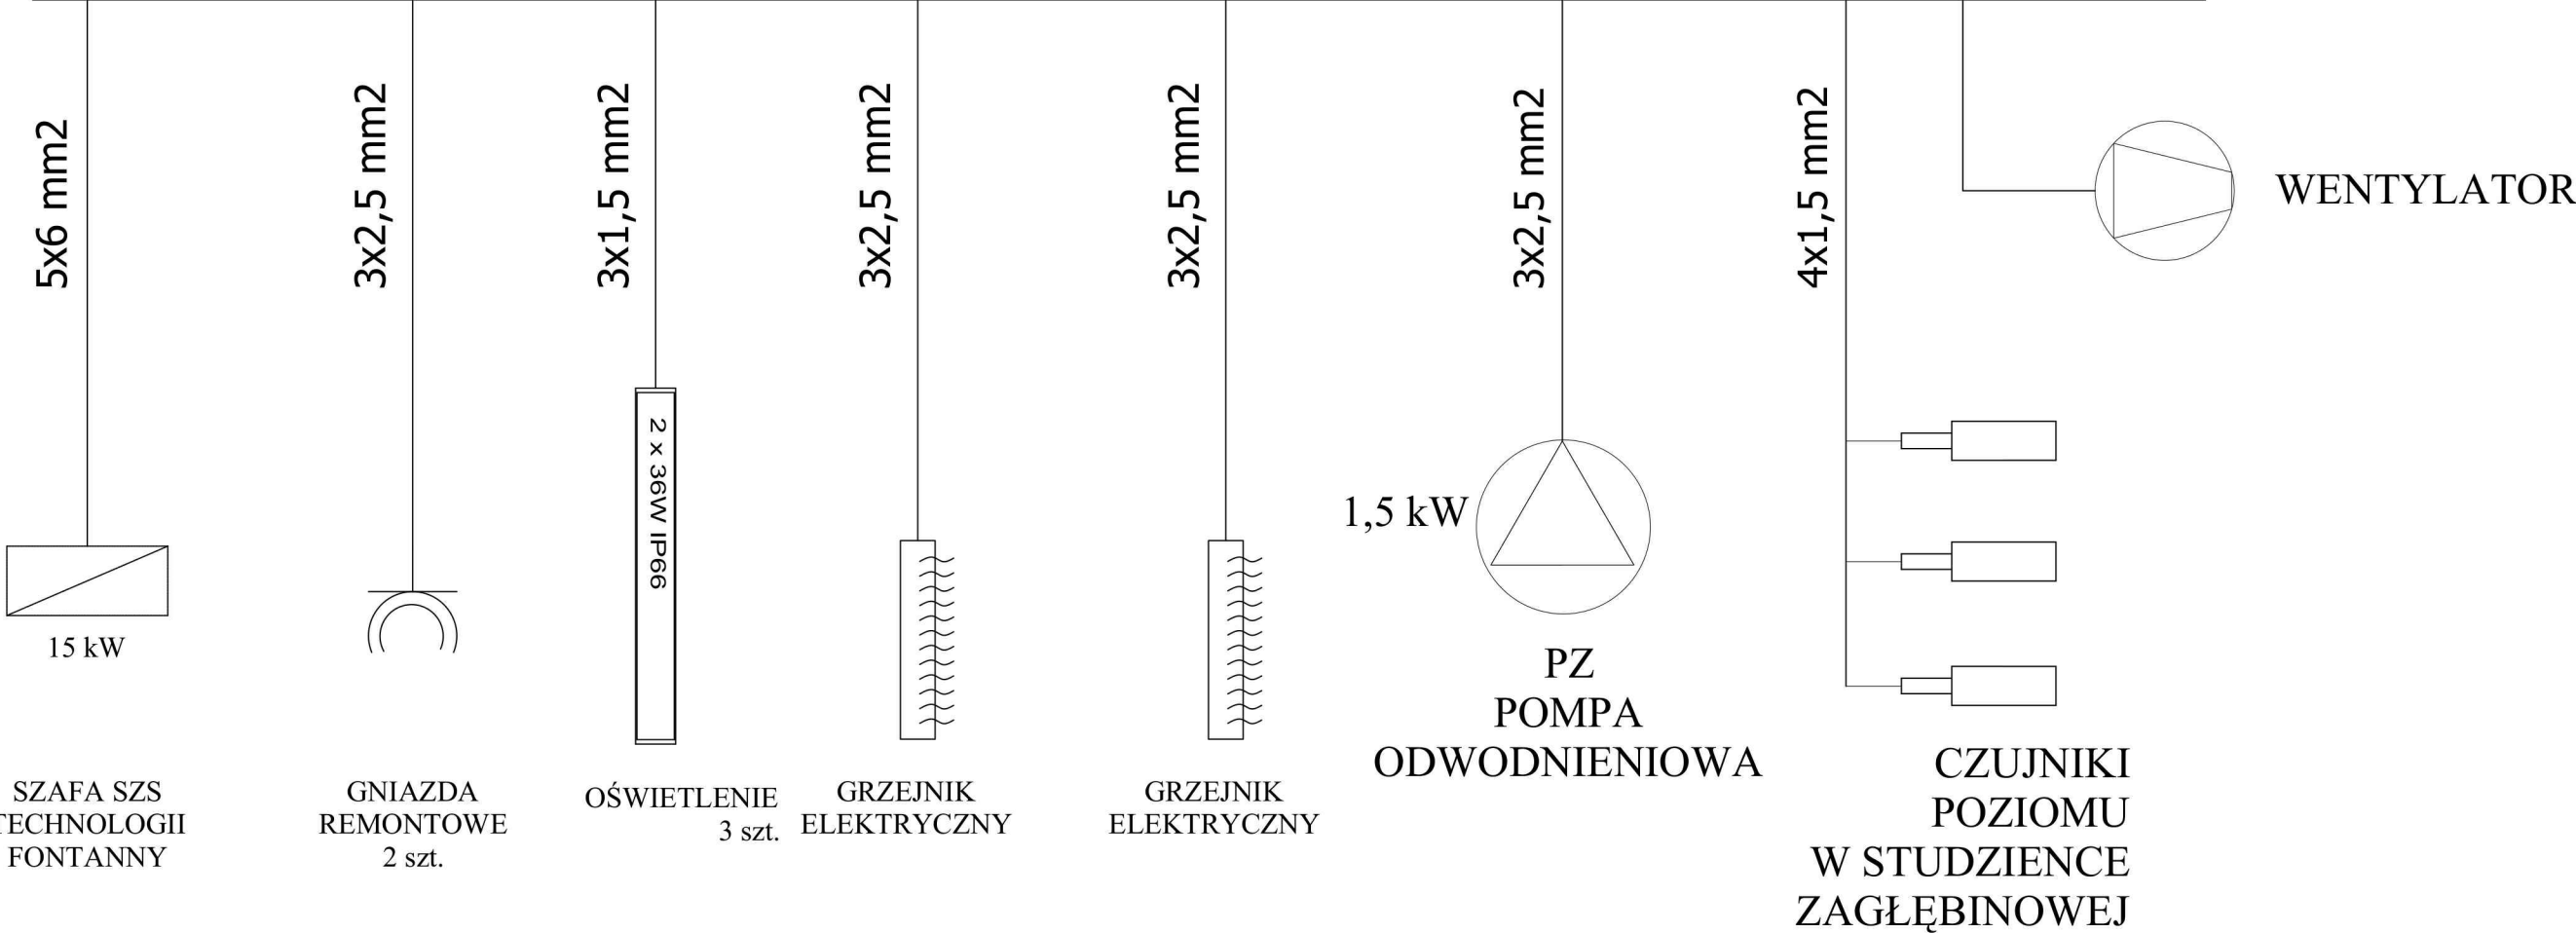 5x6 mm2
3x2,5 mm2
3x1,5 mm2
3x2,5 mm2
3x2,5 mm2
3x2,5 mm2
4x1,5 mm2
WENTYLATOR
2 x 36W IP66
1,5 kW
15 kW
SZAFA SZS
TECHNOLOGII
FONTANNY
GNIAZDA
REMONTOWE
2 szt.
OŚWIETLENIE
3 szt.
GRZEJNIK
ELEKTRYCZNY
GRZEJNIK
ELEKTRYCZNY
PZ
POMPA
ODWODNIENIOWA
CZUJNIKI
POZIOMU
W STUDZIENCE
ZAGŁĘBINOWEJ